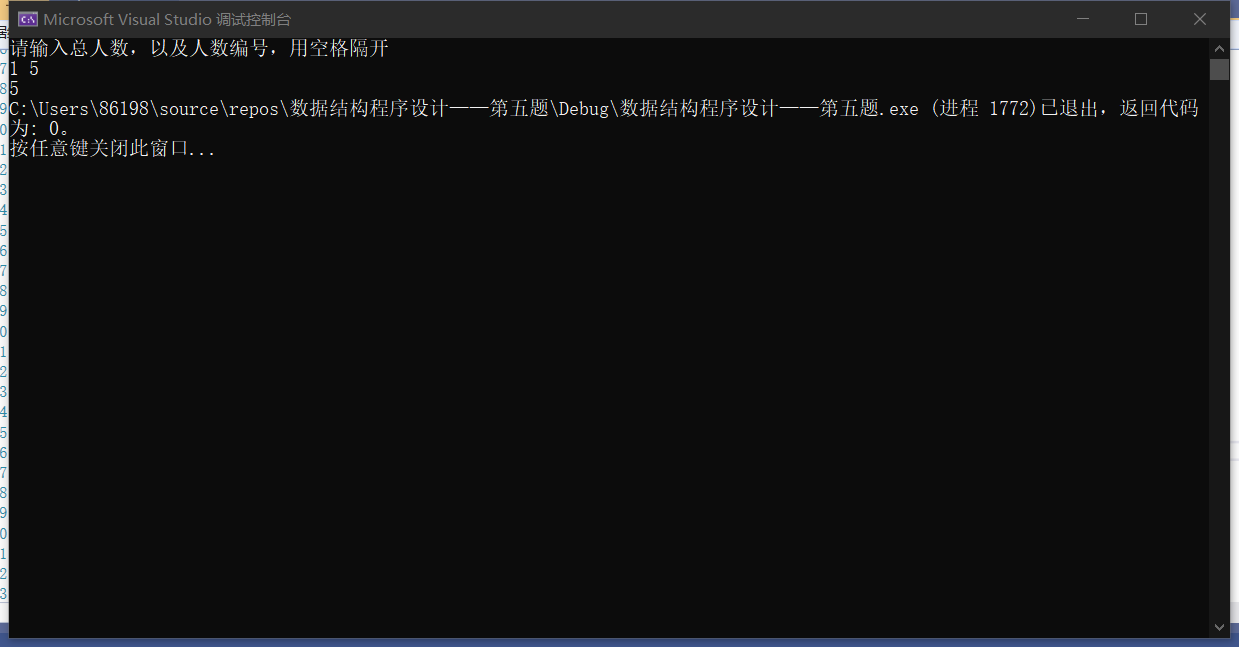 Microsoft Visual Studio 调试控制台
请输入总人数，以及人数编号，用空格隔开
1 5
5
C:\Users\86198\source\repos\数据结构程序设计——第五题\Debug\数据结构程序设计——第五题.exe (进程 1772)已退出，返回代码
为: 0。
按任意键关闭此窗口...